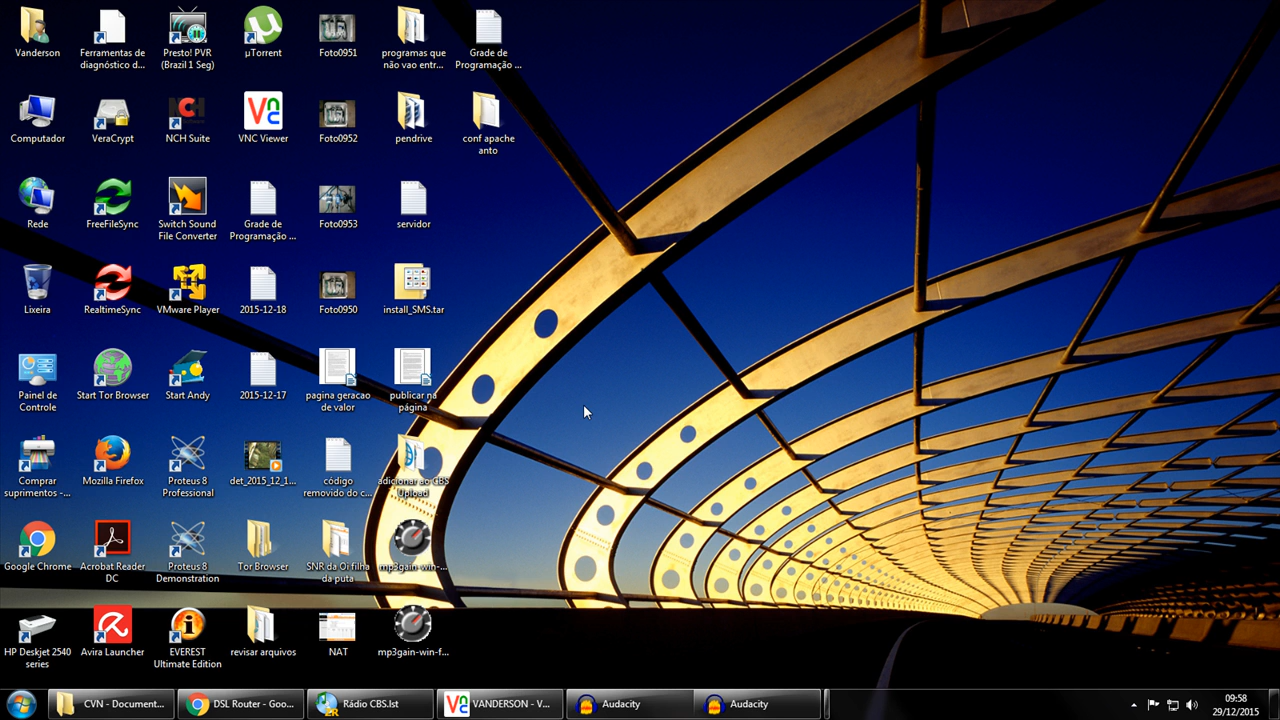 Vanderson
Ferramentas de
diagnóstico d...
Presto! PVR
(Brazil 1 Seg)
µTorrent
Foto0951
programas que
não vao entr...
Grade de
Programação ...
Computador
VeraCrypt
NCH Suite
VNC Viewer
Foto0952
pendrive
conf apache
anto
Rede
FreeFileSync
Switch Sound
File Converter
Grade de
Programação ...
Foto0953
servidor
Lixeira
RealtimeSync
VMware Player
2015-12-18
Foto0950
install_SMS.tar
Painel de
Controle
Start Tor Browser
Start Andy
2015-12-17
pagina geracao
de valor
publicar na
página
Comprar
suprimentos -...
Mozilla Firefox
Proteus 8
Professional
det_2015_12_1...
código
removido do c...
adicionar ao CBS
Upload
Google Chrome
Acrobat Reader
DC
Proteus 8
Demonstration
Tor Browser
SNR da Oi filha
da puta
mp3gain-win-...
HP Deskjet 2540
series
Avira Launcher
EVEREST
Ultimate Edition
revisar arquivos
NAT
mp3gain-win-f...
CVN - Document...
DSL Router - Goo...
Rádio CBS.lst
VANDERSON - V...
Audacity
Audacity
09:58
29/12/2015